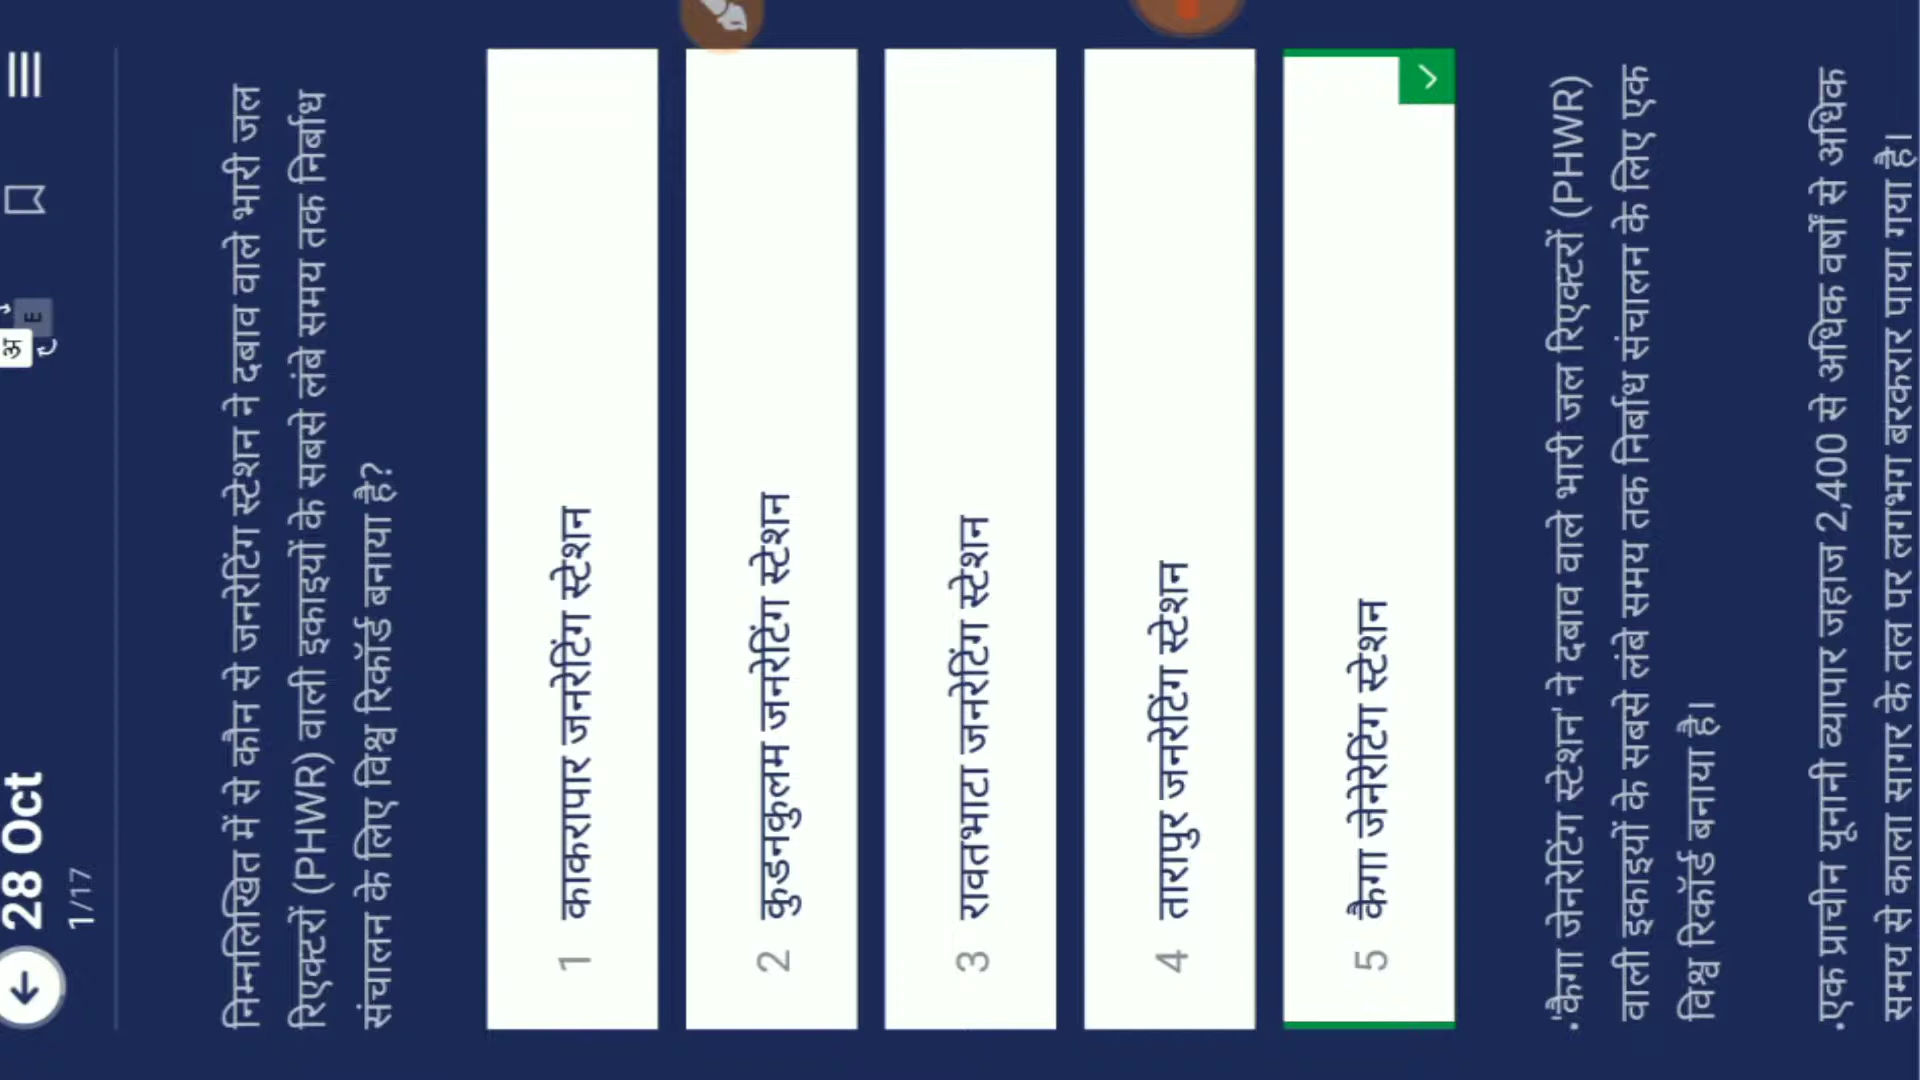 28 Oct
1/17
अ
E
निम्नलिखित में से कौन से जनरेटिंग स्टेशन ने दबाव वाले भारी जल
रिएक्टरों (PHWR) वाली इकाइयों के सबसे लंबे समय तक निर्बाध
संचालन के लिए विश्व रिकॉर्ड बनाया है?
1 काकरापार जनरेटिंग स्टेशन
2 कुडनकुलम जनरेटिंग स्टेशन
3 रावतभाटा जनरेटिंग स्टेशन
4 तारापुर जनरेटिंग स्टेशन
5 कैगा जेनेरेटिंग स्टेशन
.'कैगा जेनरेटिंग स्टेशन' ने दबाव वाले भारी जल रिएक्टरों (PHWR)
वाली इकाइयों के सबसे लंबे समय तक निर्बाध संचालन के लिए एक
विश्व रिकॉर्ड बनाया है।
.एक प्राचीन यूनानी व्यापार जहाज 2,400 से अधिक वर्षों से अधिक
समय से काला सागर के तल पर लगभग बरकरार पाया गया है।